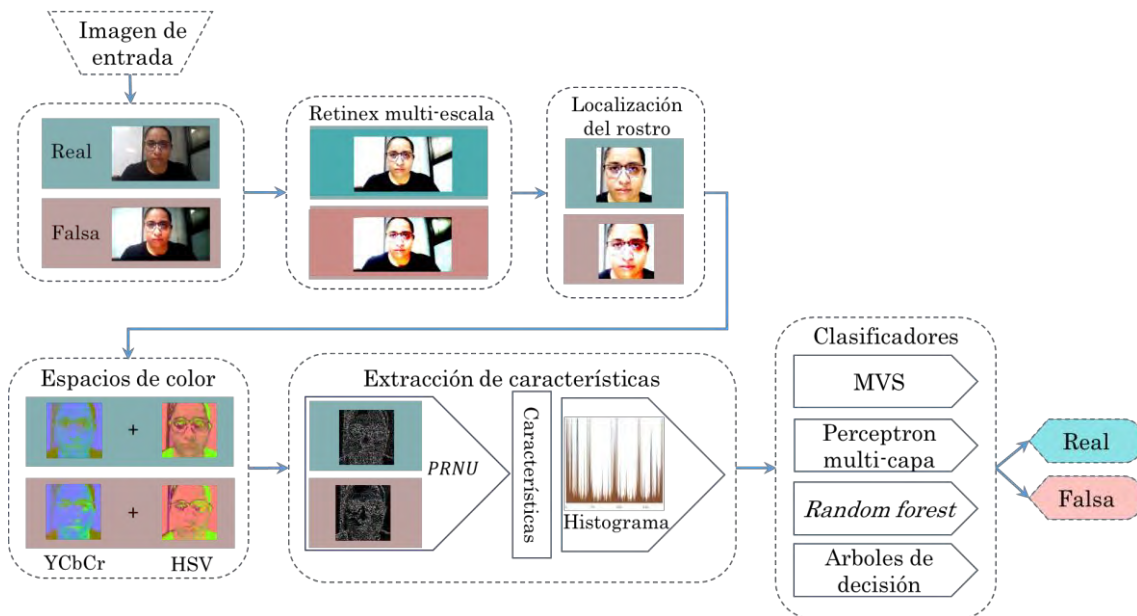 Imagen de
entrada
Real
Falsa
Retinex multi-escala
Localización
del rostro
Espacios de color
+
+
YCbCr
HSV
Extracción de características
PRNU
Características
Histograma
Clasificadores
MVS
Perceptron
multi-capa
Random forest
Arboles de
decisión
Real
Falsa